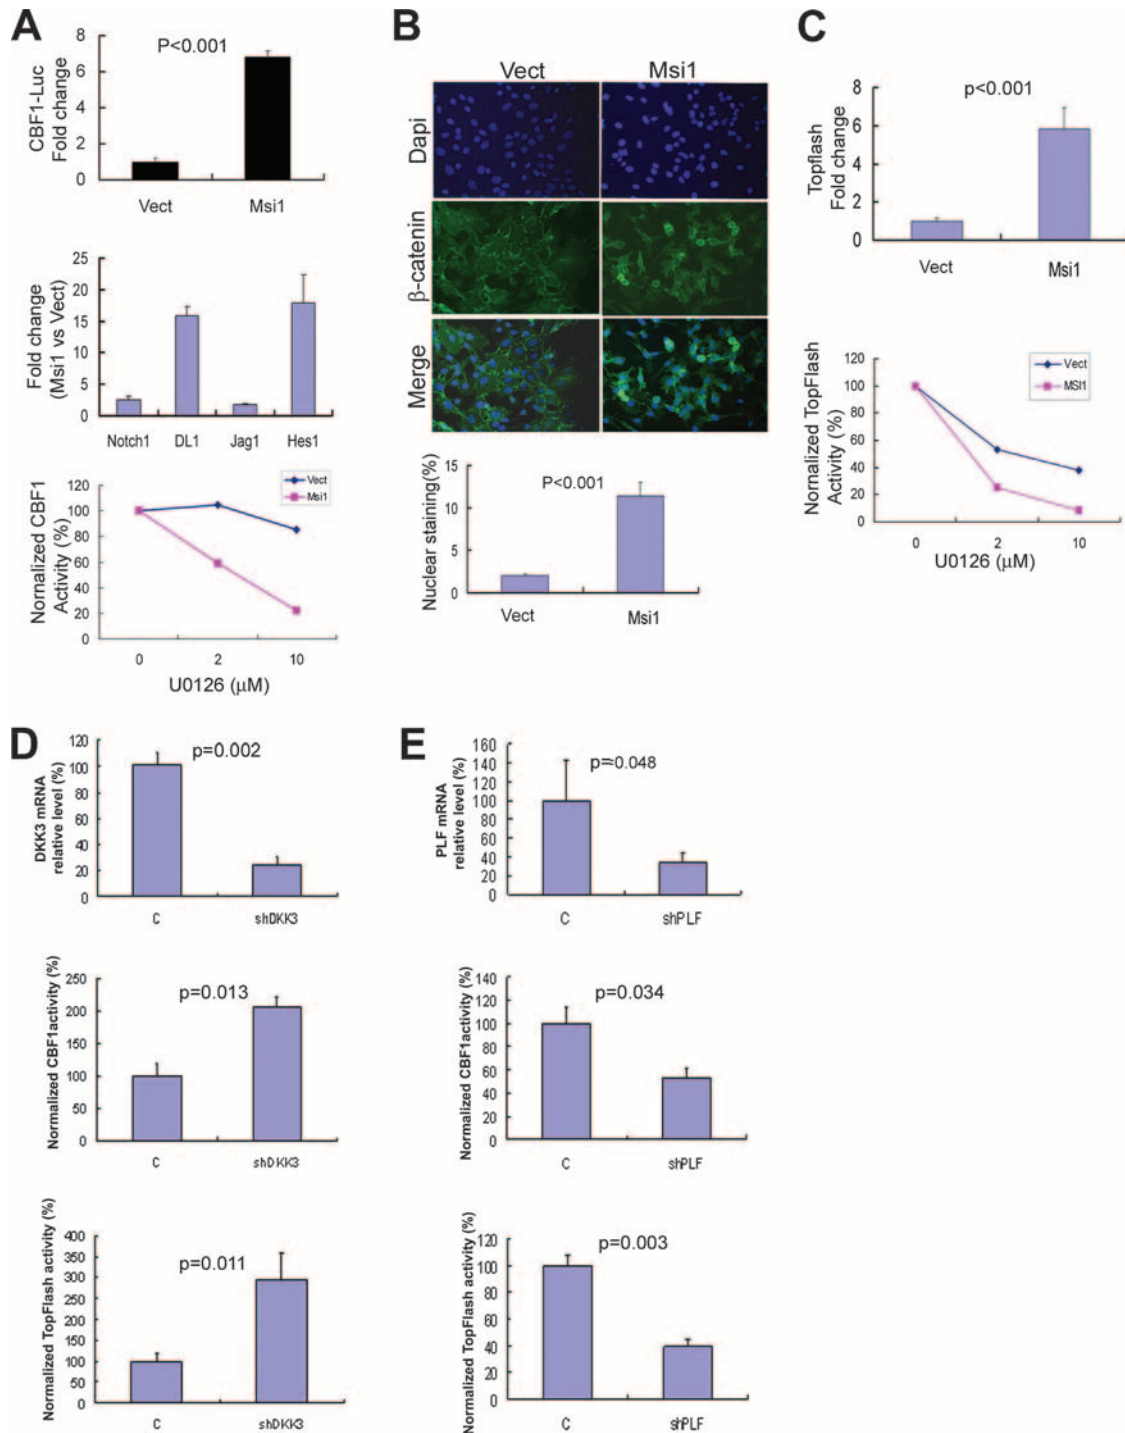 A
CBF1-Luc
Fold change
8
6
4
2
0
P<0.001
Vect
Msi1
Fold change
(Msi1 vs Vect)
25
20
15
10
5
0
Notch1
DL1
Jag1
Hes1
Nornalized CBF1
Activity (%)
120
100
80
60
40
20
0
Vect
Msi1
0
2
10
U0126 (μM)
B
Vect
Msi1
Dapi
β-catenin
Merge
Nuclear staining(%)
15
10
5
0
P<0.001
Vect
Msi1
C
Topflash
Fold change
8
6
4
2
0
p<0.001
Vect
Msi1
Nornalized TopFlash
Activity (%)
120
100
80
60
40
20
0
Vect
MSI1
0
2
10
U0126 (μM)
D
DKK3 mRNA
relative level (%)
120
100
80
60
40
20
0
p=0.002
C
shDKK3
Normalized CBF1activity (%)
250
200
150
100
50
0
p=0.013
C
shDKK3
Normalized TopFlash activity (%)
400
350
300
250
200
150
100
50
0
p=0.011
C
shDKK3
E
PLF mRNA
relative level (%)
160
140
120
100
80
60
40
20
0
p=0.048
C
shPLF
Normalized CBF1activity (%)
140
120
100
80
60
40
20
0
p=0.034
C
shPLF
Normalized TopFlash activity (%)
120
100
80
60
40
20
0
p=0.003
C
shPLF